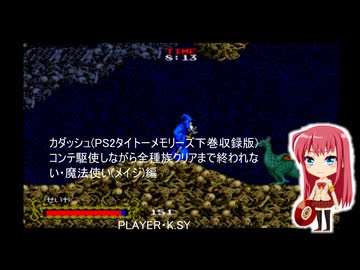 TIME
8:13
カダッシュ(PS2タイトーメモリーズ下巻収録版)
コンテ駆使しながら全種族クリアまで終われな
い・魔法使い(メイジ)編
せいや
151
PLAYER・K.SY